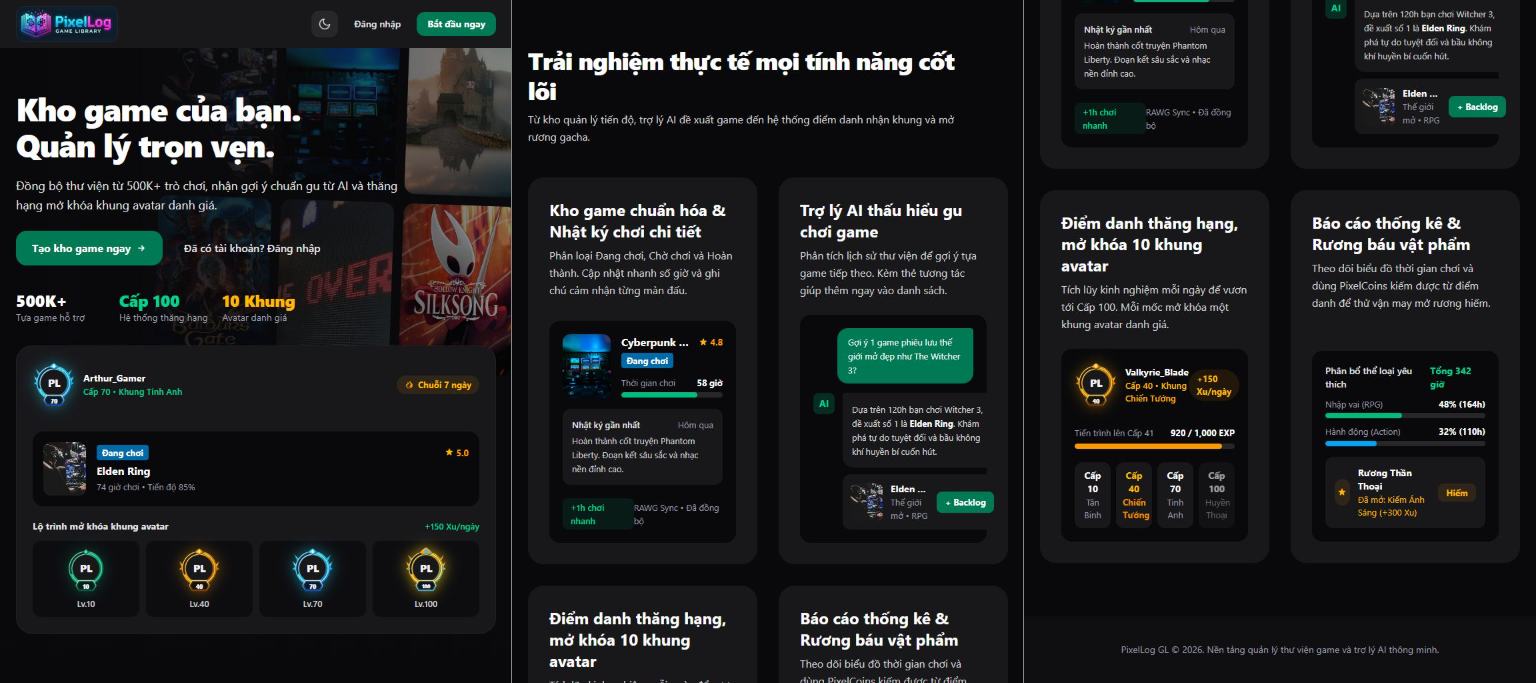 PixelLog
GAME LIBRARY
Đăng nhập
Bắt đầu ngay
Kho game của bạn.
Quản lý trọn vẹn.
Đồng bộ thư viện từ 500K+ trò chơi, nhận gợi ý chuẩn gu từ AI và thăng
hạng mở khóa khung avatar danh giá.
Tạo kho game ngay →
Đã có tài khoản? Đăng nhập
500K+
Tựa game hỗ trợ
Cấp 100
Hệ thống thăng hạng
10 Khung
Avatar danh giá
OVER
HOLLOW KNIGHT
SILKSONG
Baldur's
Gate
PL
70
Arthur_Gamer
Cấp 70 • Khung Tinh Anh
Chuỗi 7 ngày
Đang chơi
Elden Ring
74 giờ chơi • Tiến độ 85%
★ 5.0
Lộ trình mở khóa khung avatar
+150 Xu/ngày
PL
10
Lv.10
PL
40
Lv.40
PL
70
Lv.70
PL
100
Lv.100
Trải nghiệm thực tế mọi tính năng cốt
lõi
Từ kho quản lý tiến độ, trợ lý AI đề xuất game đến hệ thống điểm danh nhận khung và mở
rương gacha.
Kho game chuẩn hóa &
Nhật ký chơi chi tiết
Phân loại Đang chơi, Chờ chơi và Hoàn
thành. Cập nhật nhanh số giờ và ghi
chú cảm nhận từng màn đấu.
Cyberpunk ...
★ 4.8
Đang chơi
Thời gian chơi
58 giờ
Nhật ký gần nhất
Hôm qua
Hoàn thành cốt truyện Phantom
Liberty. Đoạn kết sâu sắc và nhạc
nền đỉnh cao.
+1h chơi
nhanh
RAWG Sync • Đã đồng
bộ
Trợ lý AI thấu hiểu gu
chơi game
Phân tích lịch sử thư viện để gợi ý tựa
game tiếp theo. Kèm thẻ tương tác
giúp thêm ngay vào danh sách.
Gợi ý 1 game phiêu lưu thế
giới mở đẹp như The Witcher
3?
AI
Dựa trên 120h bạn chơi Witcher 3,
đề xuất số 1 là Elden Ring. Khám
phá tự do tuyệt đối và bầu không
khí huyền bí cuốn hút.
Elden ...
Thế giới
mở • RPG
+ Backlog
Điểm danh thăng hạng,
mở khóa 10 khung
avatar
Báo cáo thống kê &
Rương báu vật phẩm
Theo dõi biểu đồ thời gian chơi và
dùng PixelCoins kiếm được từ điểm
Nhật ký gần nhất
Hôm qua
Hoàn thành cốt truyện Phantom
Liberty. Đoạn kết sâu sắc và nhạc
nền đỉnh cao.
+1h chơi
nhanh
RAWG Sync • Đã đồng
bộ
AI
Dựa trên 120h bạn chơi Witcher 3,
đề xuất số 1 là Elden Ring. Khám
phá tự do tuyệt đối và bầu không
khí huyền bí cuốn hút.
Elden ...
Thế giới
mở • RPG
+ Backlog
Điểm danh thăng hạng,
mở khóa 10 khung
avatar
Tích lũy kinh nghiệm mỗi ngày để vươn
tới Cấp 100. Mỗi mốc mở khóa một
khung avatar danh giá.
PL
40
Valkyrie_Blade
Cấp 40 • Khung
Chiến Tướng
+150
Xu/ngày
Tiến trình lên Cấp 41
920 / 1,000 EXP
Cấp
10
Tân
Binh
Cấp
40
Chiến
Tướng
Cấp
70
Tinh
Anh
Cấp
100
Huyền
Thoại
Báo cáo thống kê &
Rương báu vật phẩm
Theo dõi biểu đồ thời gian chơi và
dùng PixelCoins kiếm được từ điểm
danh để thử vận may mở rương hiếm.
Phân bổ thể loại yêu
thích
Tổng 342
giờ
Nhập vai (RPG)
48% (164h)
Hành động (Action)
32% (110h)
Rương Thần
Thoại
Đã mở: Kiếm Ánh
Sáng (+300 Xu)
Hiếm
PixelLog GL © 2026. Nền tảng quản lý thư viện game và trợ lý AI thông minh.